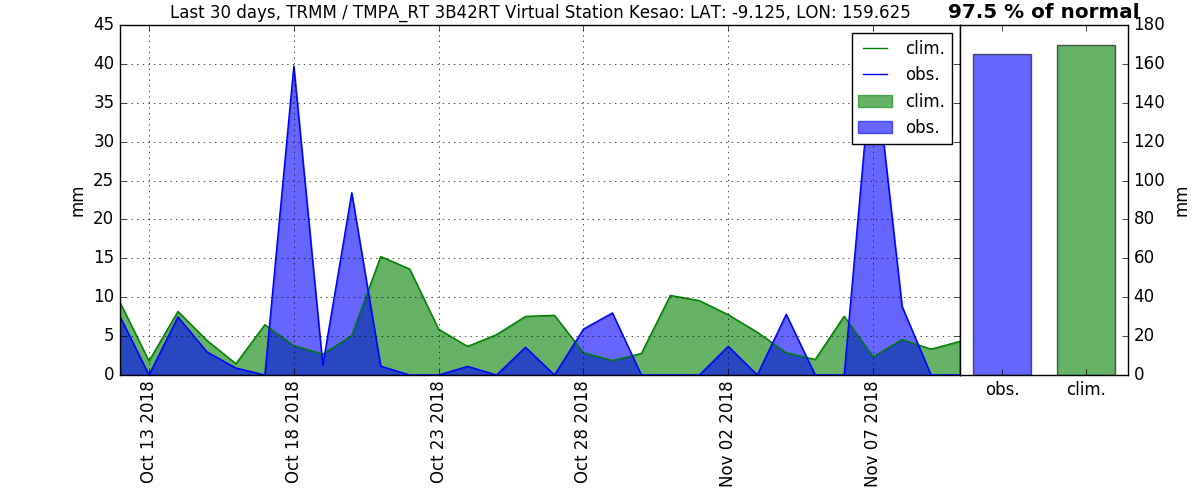 Last 30 days, TRMM / TMPA_RT 3B42RT Virtual Station Kesao: LAT: -9.125, LON: 159.625
97.5 % of normal
45
40
35
30
25
20
15
10
5
0
mm
clim.
obs.
clim.
obs.
180
160
140
120
100
80
60
40
20
0
mm
Oct 13 2018
Oct 18 2018
Oct 23 2018
Oct 28 2018
Nov 02 2018
Nov 07 2018
obs.
clim.